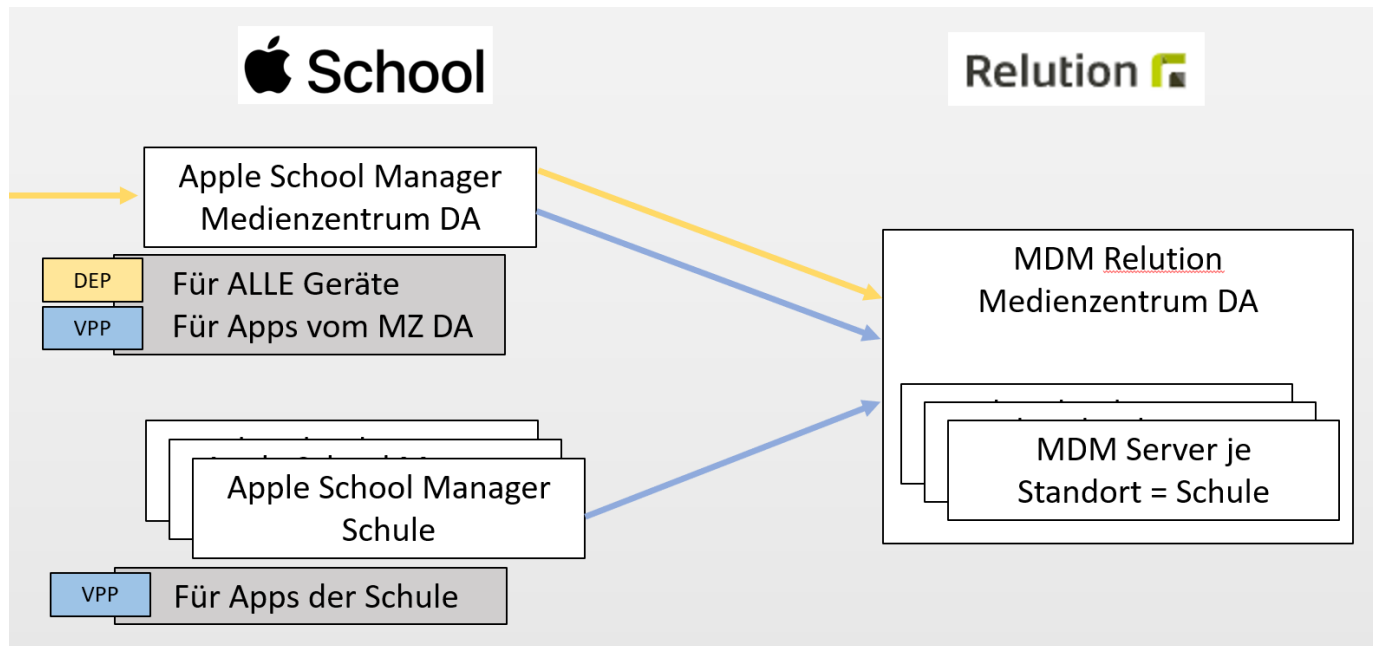 School
Relution
Apple School Manager
Medienzentrum DA
DEP
Für ALLE Geräte
VPP
Für Apps vom MZ DA
MDM Relution
Medienzentrum DA
Apple School Manager
Schule
MDM Server je
Standort = Schule
VPP
Für Apps der Schule